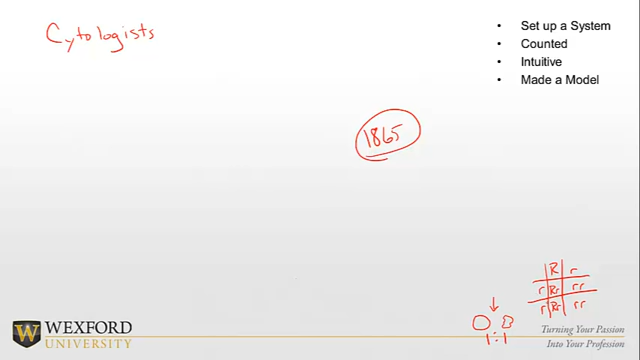 Cytologists
• Set up a System
• Counted
• Intuitive
• Made a Model
1865
R r
r Rr rr
r Rr rr
1:1
WEXFORD
UNIVERSITY
Turning Your Passion
Into Your Profession